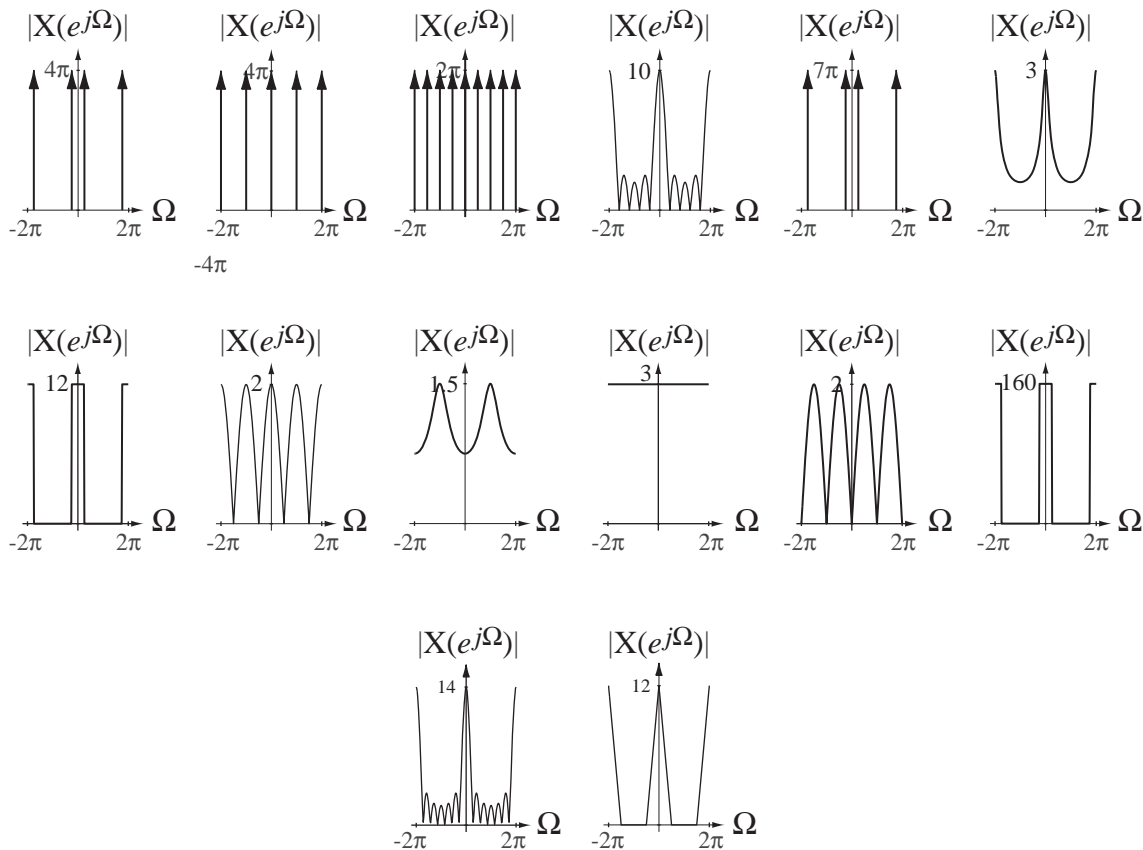 |X(e^{jΩ})| |X(e^{jΩ})| |X(e^{jΩ})| |X(e^{jΩ})| |X(e^{jΩ})| |X(e^{jΩ})|
4π 4π 2π 10 7π 3
Ω Ω Ω Ω Ω Ω
-2π 2π -2π 2π -2π 2π -2π 2π -2π 2π -2π 2π
-4π
|X(e^{jΩ})| |X(e^{jΩ})| |X(e^{jΩ})| |X(e^{jΩ})| |X(e^{jΩ})| |X(e^{jΩ})|
12 2 1.5 3 2 160
Ω Ω Ω Ω Ω Ω
-2π 2π -2π 2π -2π 2π -2π 2π -2π 2π -2π 2π
|X(e^{jΩ})| |X(e^{jΩ})|
14 12
Ω Ω
-2π 2π -2π 2π